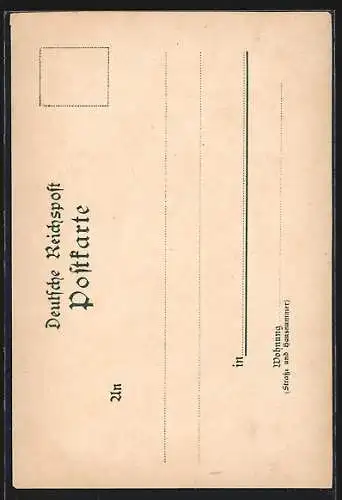 Deutsche Reichspost
Postkarte
An
in
Wohnung
(Straße und Hausnummer)